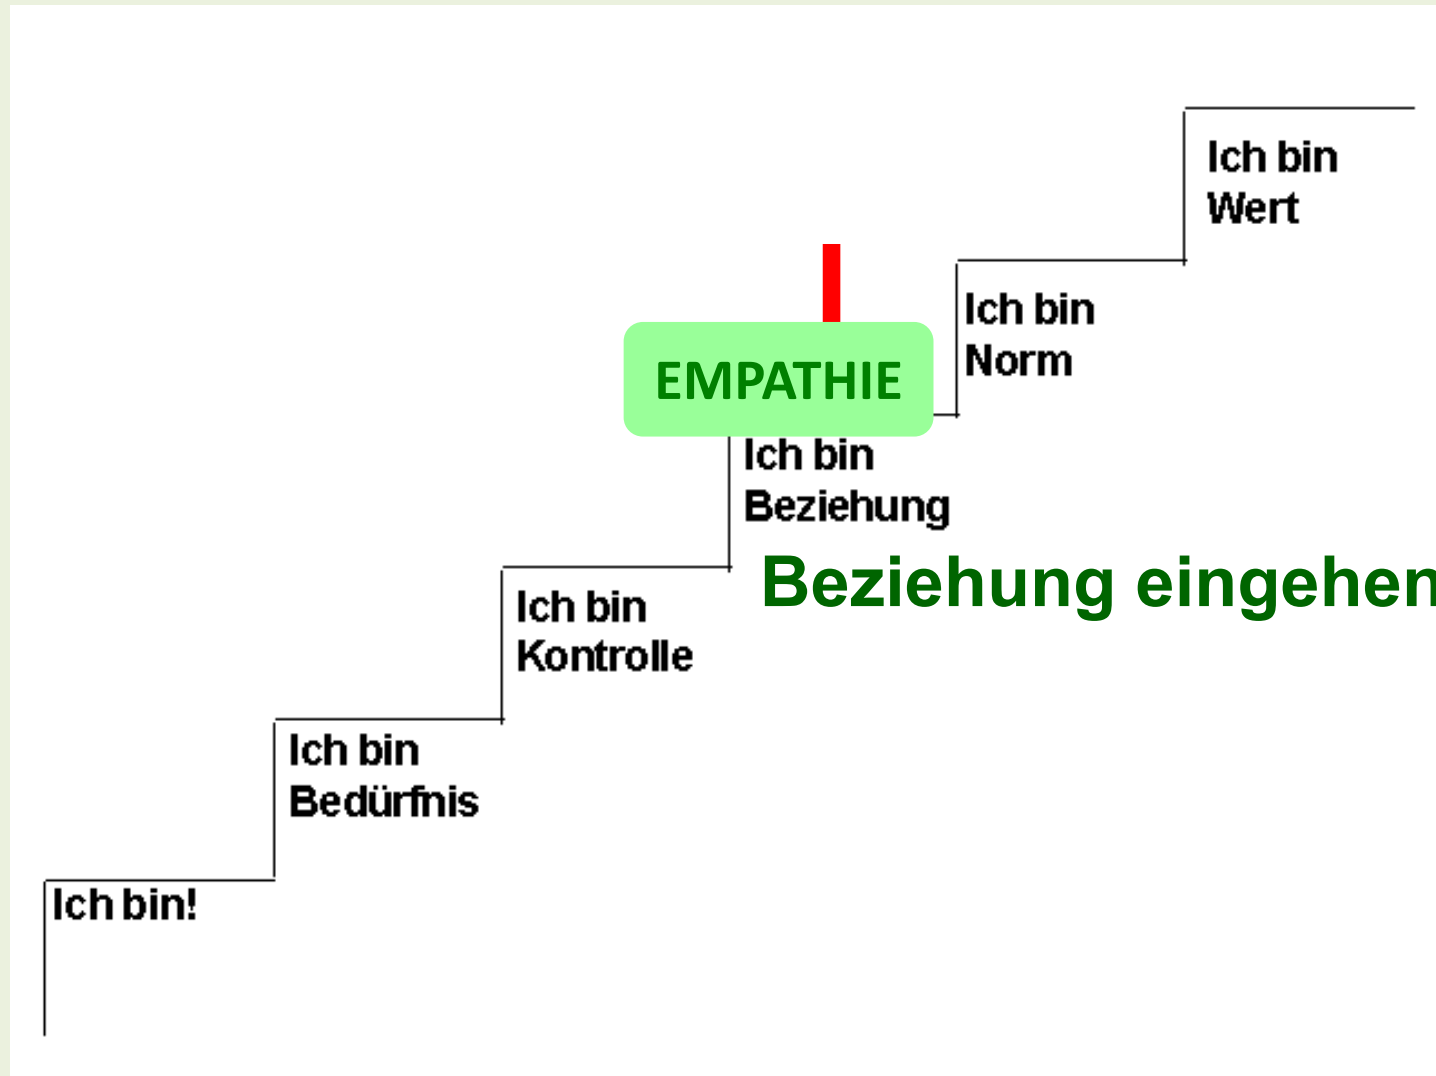 Ich bin
Wert
Ich bin
Norm
EMPATHIE
Ich bin
Beziehung
Beziehung eingehen
Ich bin
Kontrolle
Ich bin
Bedürfnis
Ich bin!